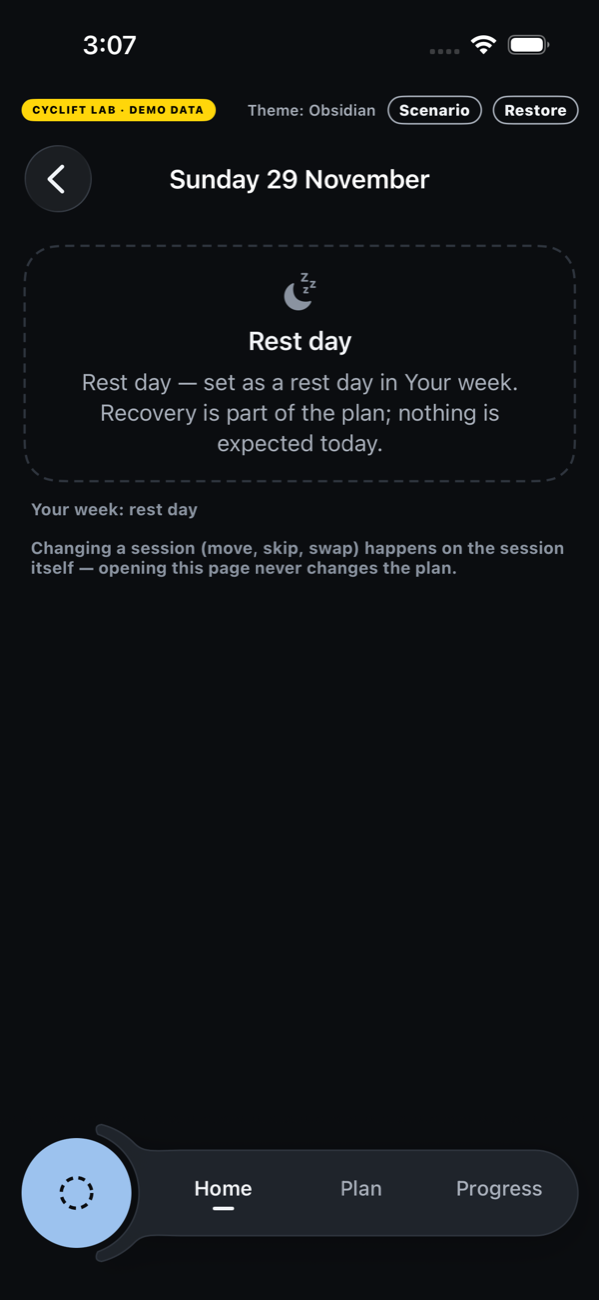 3:07
CYCLIFT LAB · DEMO DATA
Theme: Obsidian
Scenario
Restore
Sunday 29 November
z z z
Rest day
Rest day — set as a rest day in Your week.
Recovery is part of the plan; nothing is
expected today.
Your week: rest day
Changing a session (move, skip, swap) happens on the session
itself — opening this page never changes the plan.
Home
Plan
Progress